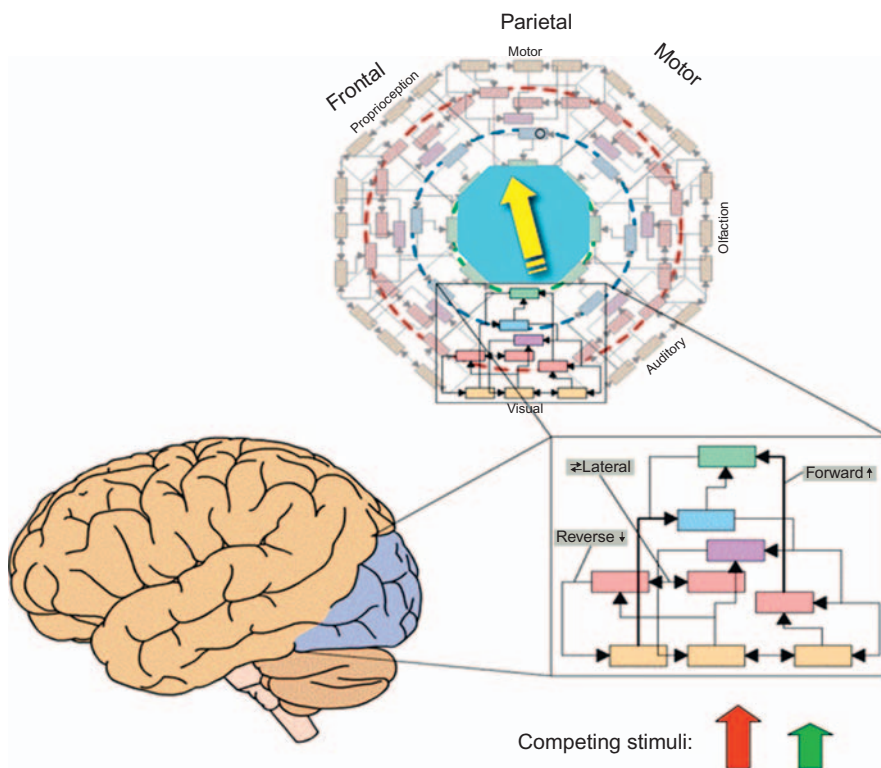 Parietal
Motor
Frontal
Motor
Proprioception
Olfaction
Auditory
Visual
⇄Lateral
Forward ↑
Reverse ↓
Competing stimuli: